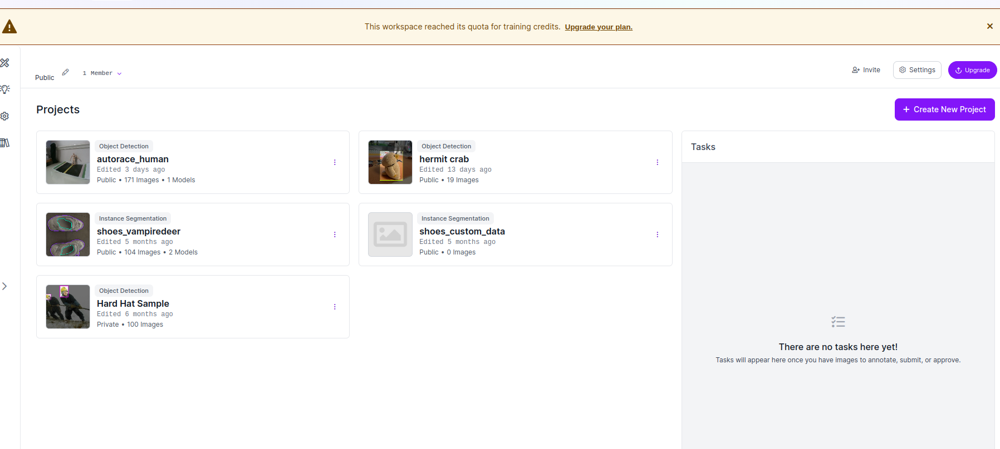 This workspace reached its quota for training credits. Upgrade your plan.
Public
1 Member
Invite
Settings
Upgrade
Projects
+ Create New Project
Object Detection
autorace_human
Edited 3 days ago
Public • 171 Images • 1 Models
Object Detection
hermit crab
Edited 13 days ago
Public • 19 Images
Tasks
Instance Segmentation
shoes_vampiredeer
Edited 5 months ago
Public • 104 Images • 2 Models
Instance Segmentation
shoes_custom_data
Edited 5 months ago
Public • 0 Images
Object Detection
Hard Hat Sample
Edited 6 months ago
Private • 100 Images
There are no tasks here yet!
Tasks will appear here once you have images to annotate, submit, or approve.